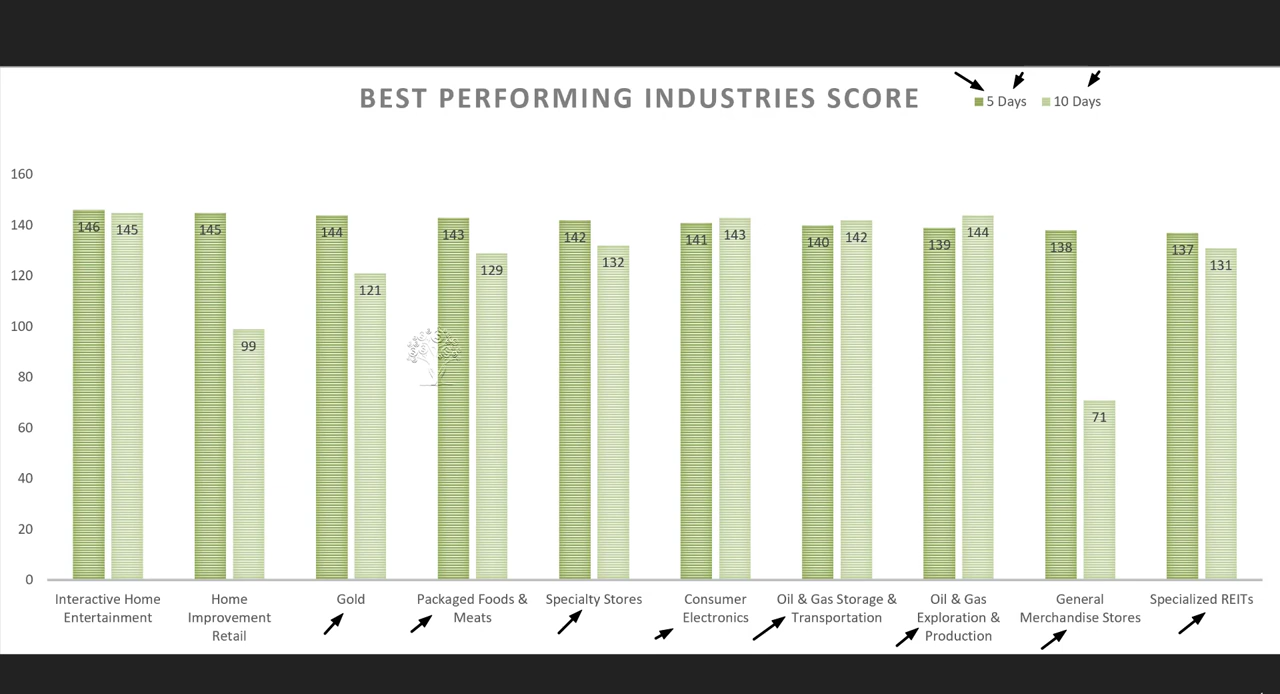 BEST PERFORMING INDUSTRIES SCORE
5 Days
10 Days
160
140
120
100
80
60
40
20
0
146
145
145
99
144
121
143
129
142
132
141
143
140
142
139
144
138
71
137
131
Interactive Home
Entertainment
Home
Improvement
Retail
Gold
Packaged Foods &
Meats
Specialty Stores
Consumer
Electronics
Oil & Gas Storage &
Transportation
Oil & Gas
Exploration &
Production
General
Merchandise Stores
Specialized REITs